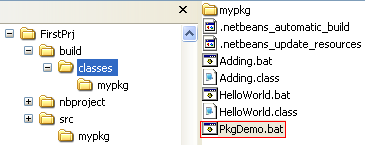 FirstPrj
build
classes
mypkg
nbproject
src
mypkg
mypkg
.netbeans_automatic_build
.netbeans_update_resources
Adding.bat
Adding.class
HelloWorld.bat
HelloWorld.class
PkgDemo.bat